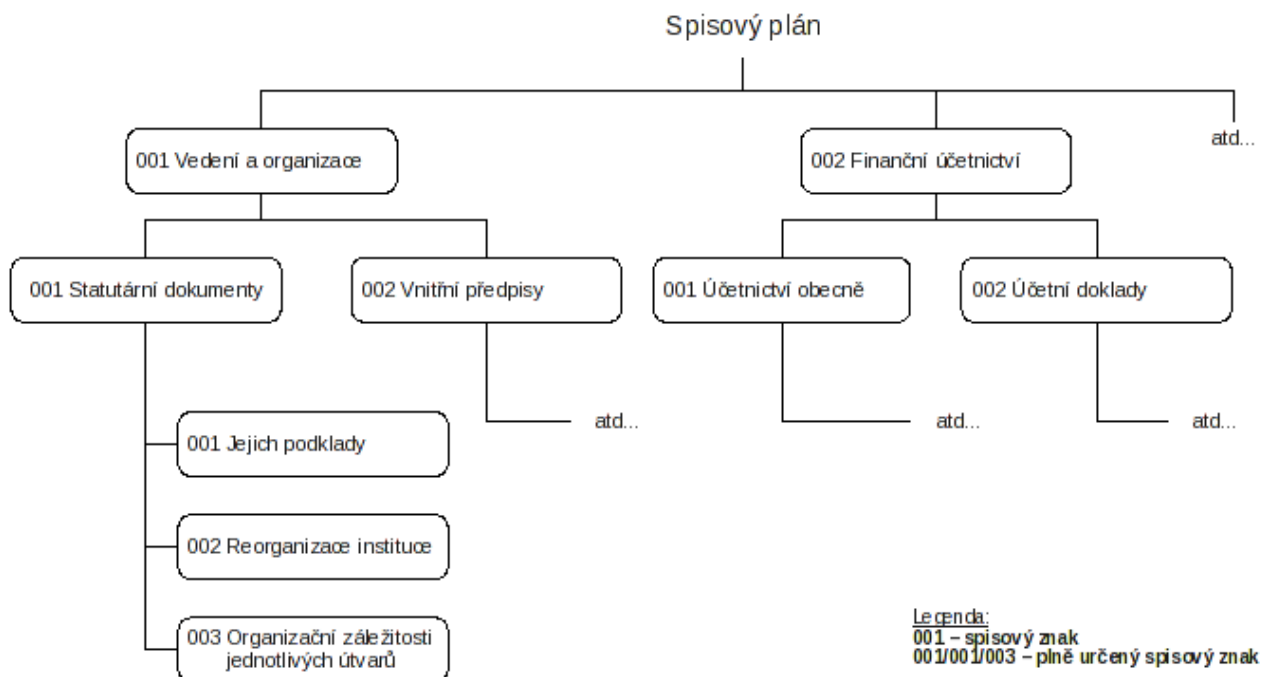 Spisový plán
atd...
001 Vedení a organizace
002 Finanční účetnictví
001 Statutární dokumenty
002 Vnitřní předpisy
001 Účetnictví obecně
002 Účetní doklady
atd...
atd...
atd...
001 Jejich podklady
002 Reorganizace instituce
003 Organizační záležitosti
jednotlivých útvarů
Legenda:
001 – spisový znak
001/001/003 – plně určený spisový znak